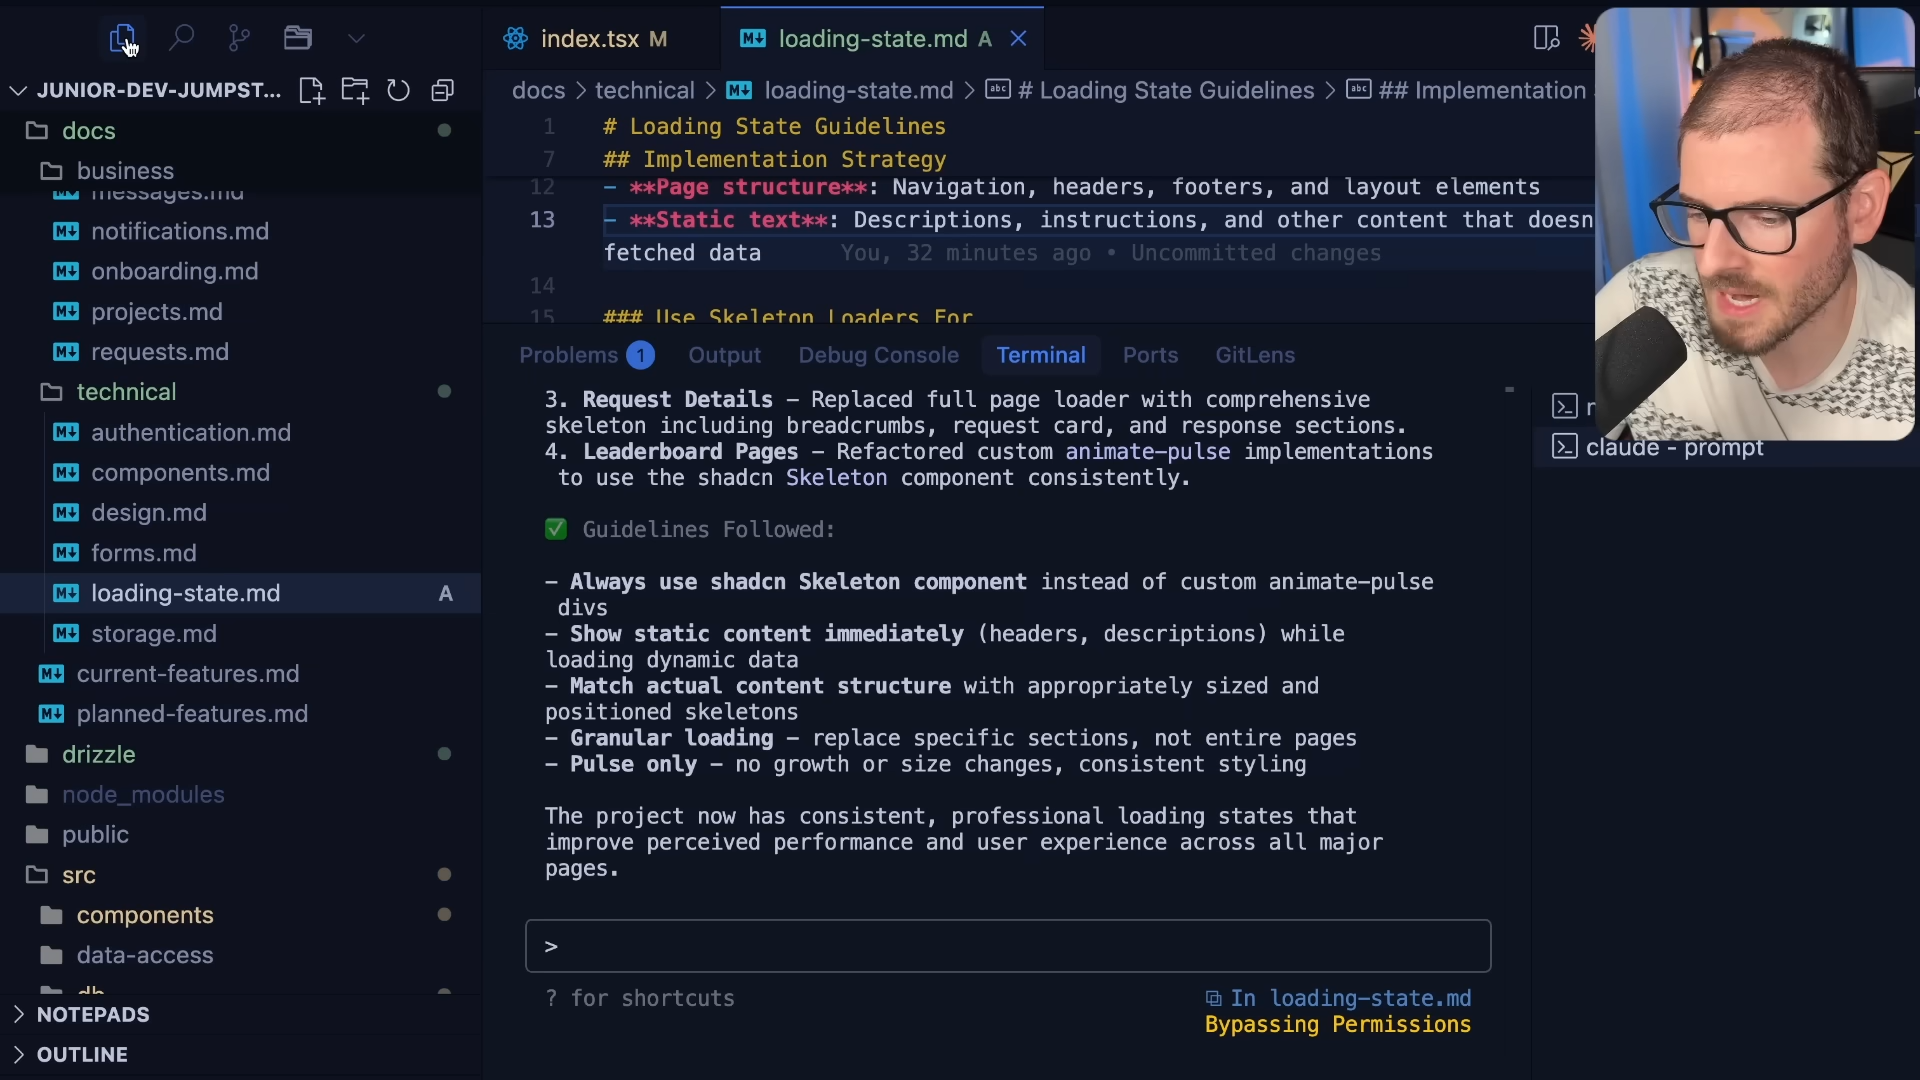 index.tsx M
loading-state.md A
JUNIOR-DEV-JUMPST...
docs
business
messages.md
notifications.md
onboarding.md
projects.md
requests.md
technical
authentication.md
components.md
design.md
forms.md
loading-state.md A
storage.md
current-features.md
planned-features.md
drizzle
node_modules
public
src
components
data-access
db
NOTEPADS
OUTLINE
docs > technical > loading-state.md > # Loading State Guidelines > ## Implementation
1 # Loading State Guidelines
7 ## Implementation Strategy
12 - **Page structure**: Navigation, headers, footers, and layout elements
13 - **Static text**: Descriptions, instructions, and other content that doesn
fetched data You, 32 minutes ago • Uncommitted changes
14
15 ### Use Skeleton Loaders For
Problems 1 Output Debug Console Terminal Ports GitLens
3. Request Details – Replaced full page loader with comprehensive
skeleton including breadcrumbs, request card, and response sections.
4. Leaderboard Pages – Refactored custom animate-pulse implementations
to use the shadcn Skeleton component consistently.
✅ Guidelines Followed:
- Always use shadcn Skeleton component instead of custom animate-pulse
divs
- Show static content immediately (headers, descriptions) while
loading dynamic data
- Match actual content structure with appropriately sized and
positioned skeletons
- Granular loading – replace specific sections, not entire pages
- Pulse only – no growth or size changes, consistent styling
The project now has consistent, professional loading states that
improve perceived performance and user experience across all major
pages.
>
? for shortcuts
In loading-state.md
Bypassing Permissions
claude - prompt